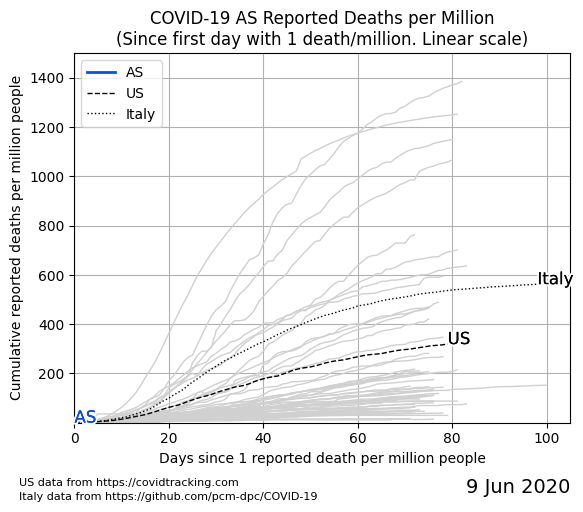 COVID-19 AS Reported Deaths per Million
(Since first day with 1 death/million. Linear scale)
Cumulative reported deaths per million people
1400
1200
1000
800
600
400
200
AS
US
Italy
Italy
US
AS
0
20
40
60
80
100
Days since 1 reported death per million people
US data from https://covidtracking.com
Italy data from https://github.com/pcm-dpc/COVID-19
9 Jun 2020